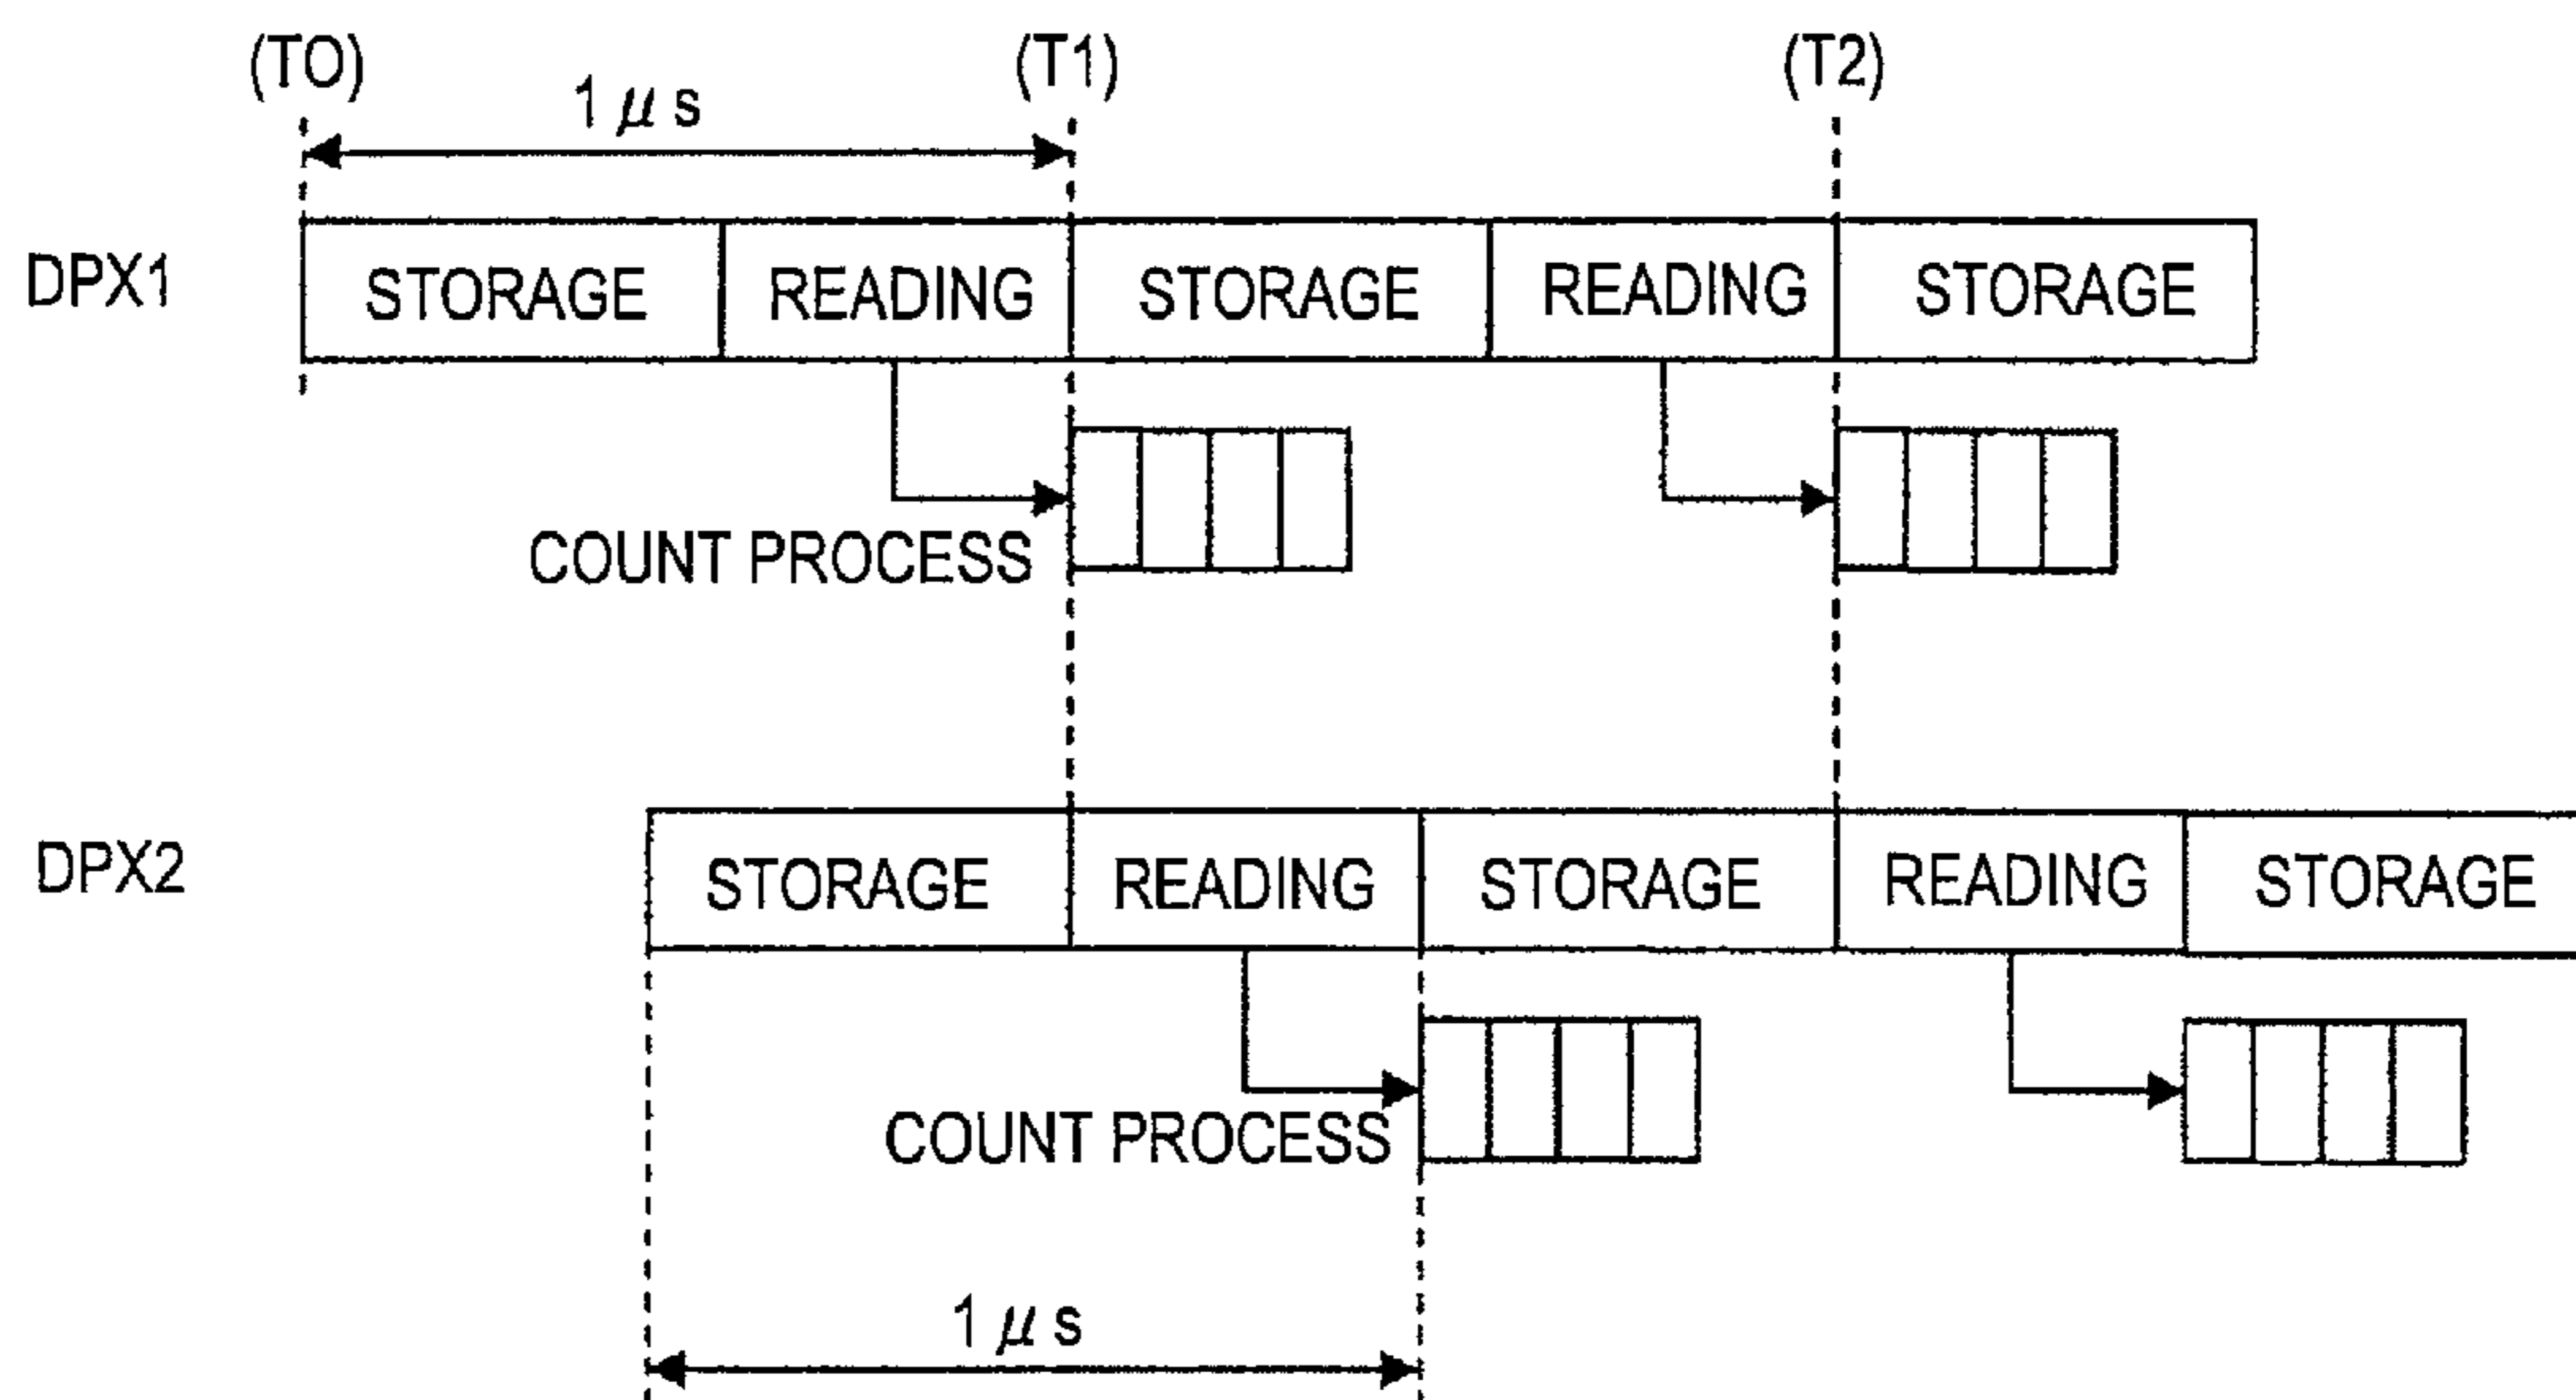 (T0) (T1) (T2)
1 μ s
DPX1 STORAGE READING STORAGE READING STORAGE
COUNT PROCESS
DPX2 STORAGE READING STORAGE READING STORAGE
COUNT PROCESS
1 μ s